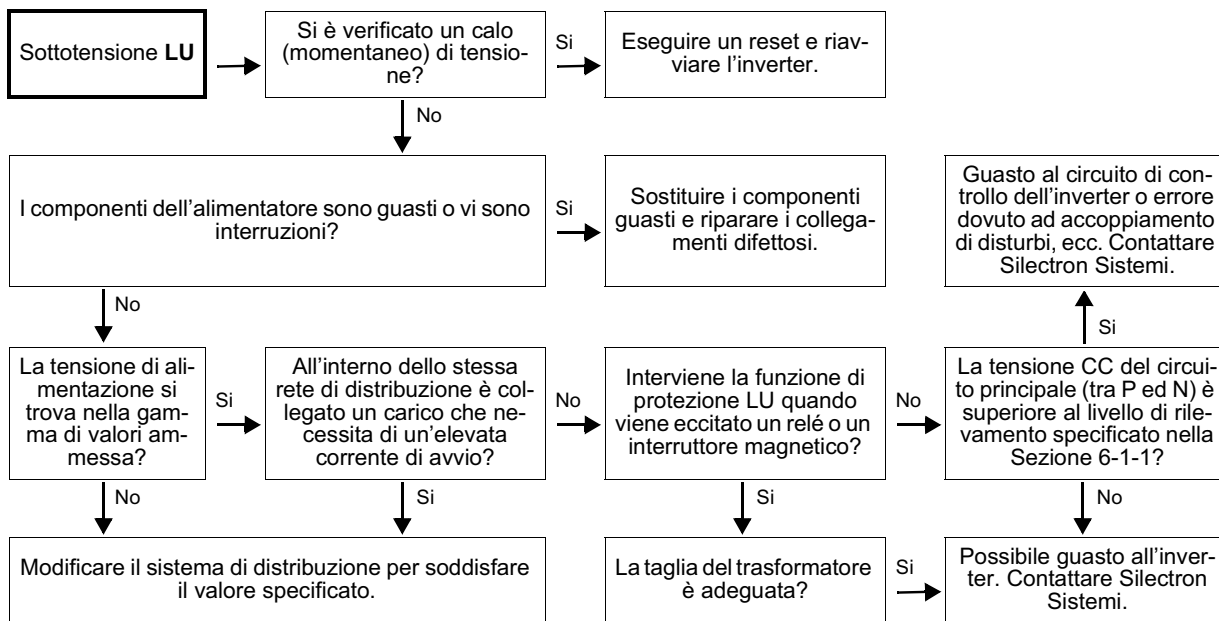 Sottotensione LU
Si è verificato un calo
(momentaneo) di tensio-
ne?
Si
Eseguire un reset e riav-
viare l'inverter.
No
I componenti dell'alimentatore sono guasti o vi sono
interruzioni?
Si
Sostituire i componenti
guasti e riparare i collega-
menti difettosi.
Guasto al circuito di con-
trollo dell'inverter o errore
dovuto ad accoppiamento
di disturbi, ecc. Contattare
Silectron Sistemi.
No
Si
La tensione di ali-
mentazione si
trova nella gam-
ma di valori am-
messa?
Si
All'interno dello stessa
rete di distribuzione è col-
legato un carico che ne-
cessita di un'elevata
corrente di avvio?
No
Interviene la funzione di
protezione LU quando
viene eccitato un relé o un
interruttore magnetico?
No
La tensione CC del circui-
to principale (tra P ed N) è
superiore al livello di rile-
vamento specificato nella
Sezione 6-1-1?
No
Si
Si
No
Modificare il sistema di distribuzione per soddisfare
il valore specificato.
La taglia del trasformatore
è adeguata?
Si
Possibile guasto all'inver-
ter. Contattare Silectron
Sistemi.